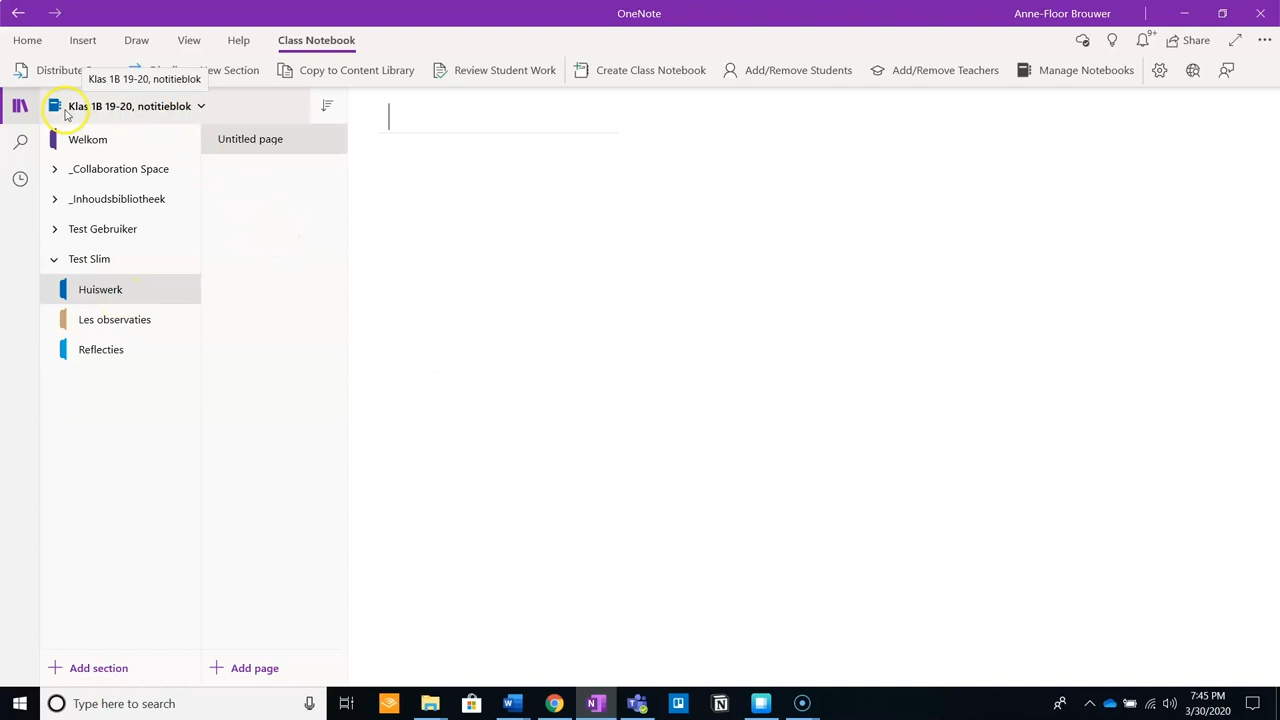 OneNote
Anne-Floor Brouwer
Home Insert Draw View Help Class Notebook
9+ Share
Distribute
New Section
Copy to Content Library
Review Student Work
Create Class Notebook
Add/Remove Students
Add/Remove Teachers
Manage Notebooks
Klas 1B 19-20, notitieblok
Klas 1B 19-20, notitieblok
Welkom
_Collaboration Space
_Inhoudsbibliotheek
Test Gebruiker
Test Slim
Huiswerk
Les observaties
Reflecties
Untitled page
Add section
Add page
Type here to search
7:45 PM
3/30/2020